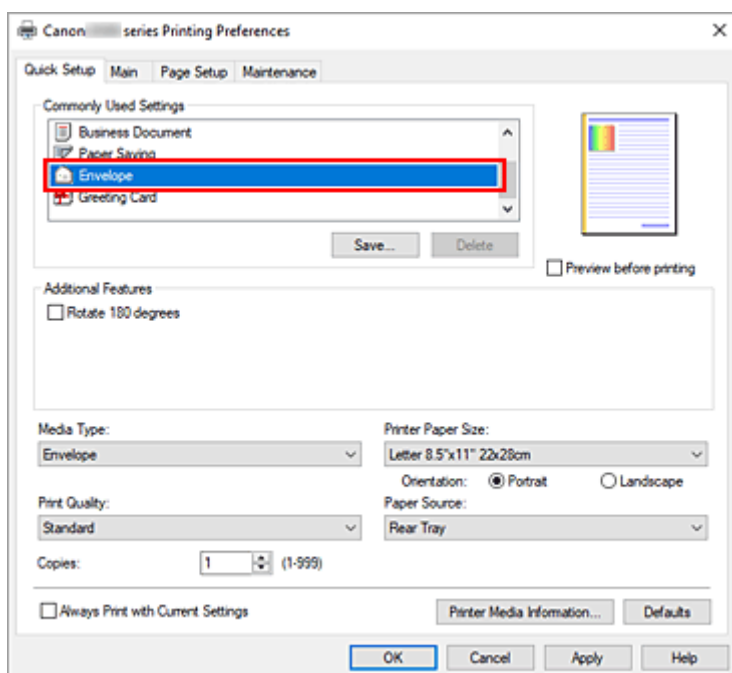 Canon series Printing Preferences
Quick Setup Main Page Setup Maintenance
Commonly Used Settings
Business Document
Paper Saving
Envelope
Greeting Card
Save... Delete
Preview before printing
Additional Features
Rotate 180 degrees
Media Type: Printer Paper Size:
Envelope Letter 8.5"x11" 22x28cm
Orientation: Portrait Landscape
Print Quality: Paper Source:
Standard Rear Tray
Copies: 1 (1-999)
Always Print with Current Settings Printer Media Information... Defaults
OK Cancel Apply Help